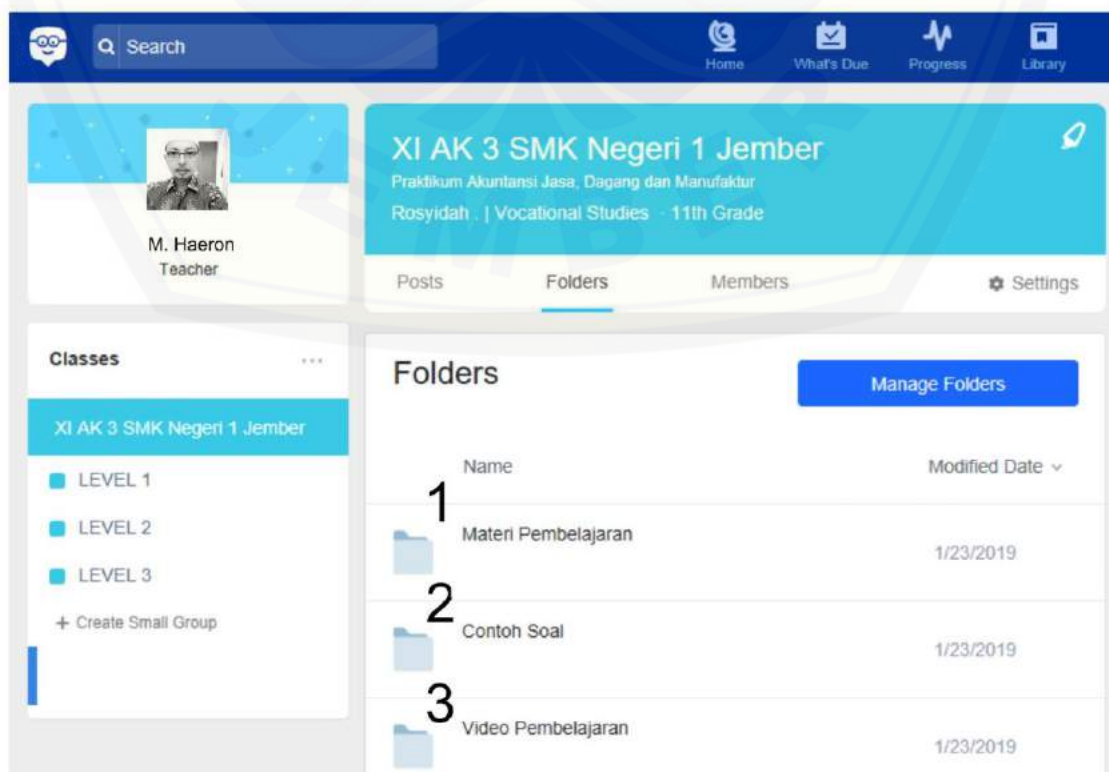 Search
Home
What's Due
Progress
Library
M. Haeron
Teacher
XI AK 3 SMK Negeri 1 Jember
Praktikum Akuntansi Jasa, Dagang dan Manufaktur
Rosyidah . | Vocational Studies · 11th Grade
Posts
Folders
Members
Settings
Classes
XI AK 3 SMK Negeri 1 Jember
LEVEL 1
LEVEL 2
LEVEL 3
+ Create Small Group
Folders
Manage Folders
Name
Modified Date
1
Materi Pembelajaran
1/23/2019
2
Contoh Soal
1/23/2019
3
Video Pembelajaran
1/23/2019